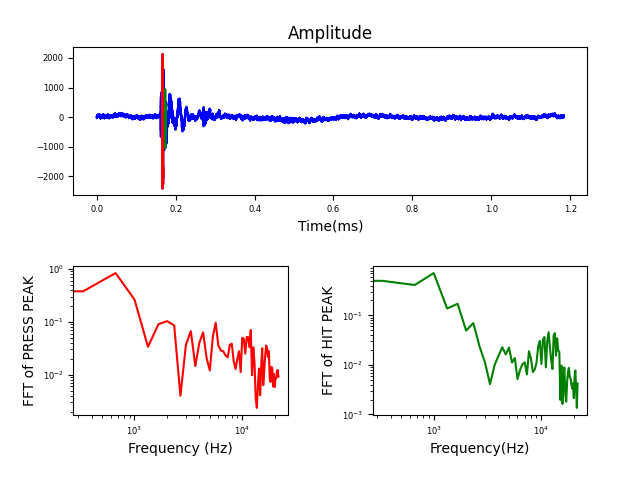 Amplitude
2000
1000
0
−1000
−2000
0.0 0.2 0.4 0.6 0.8 1.0 1.2
Time(ms)
FFT of PRESS PEAK
10⁰
10⁻¹
10⁻²
10³ 10⁴
Frequency (Hz)
FFT of HIT PEAK
10⁻¹
10⁻²
10⁻³
10³ 10⁴
Frequency(Hz)